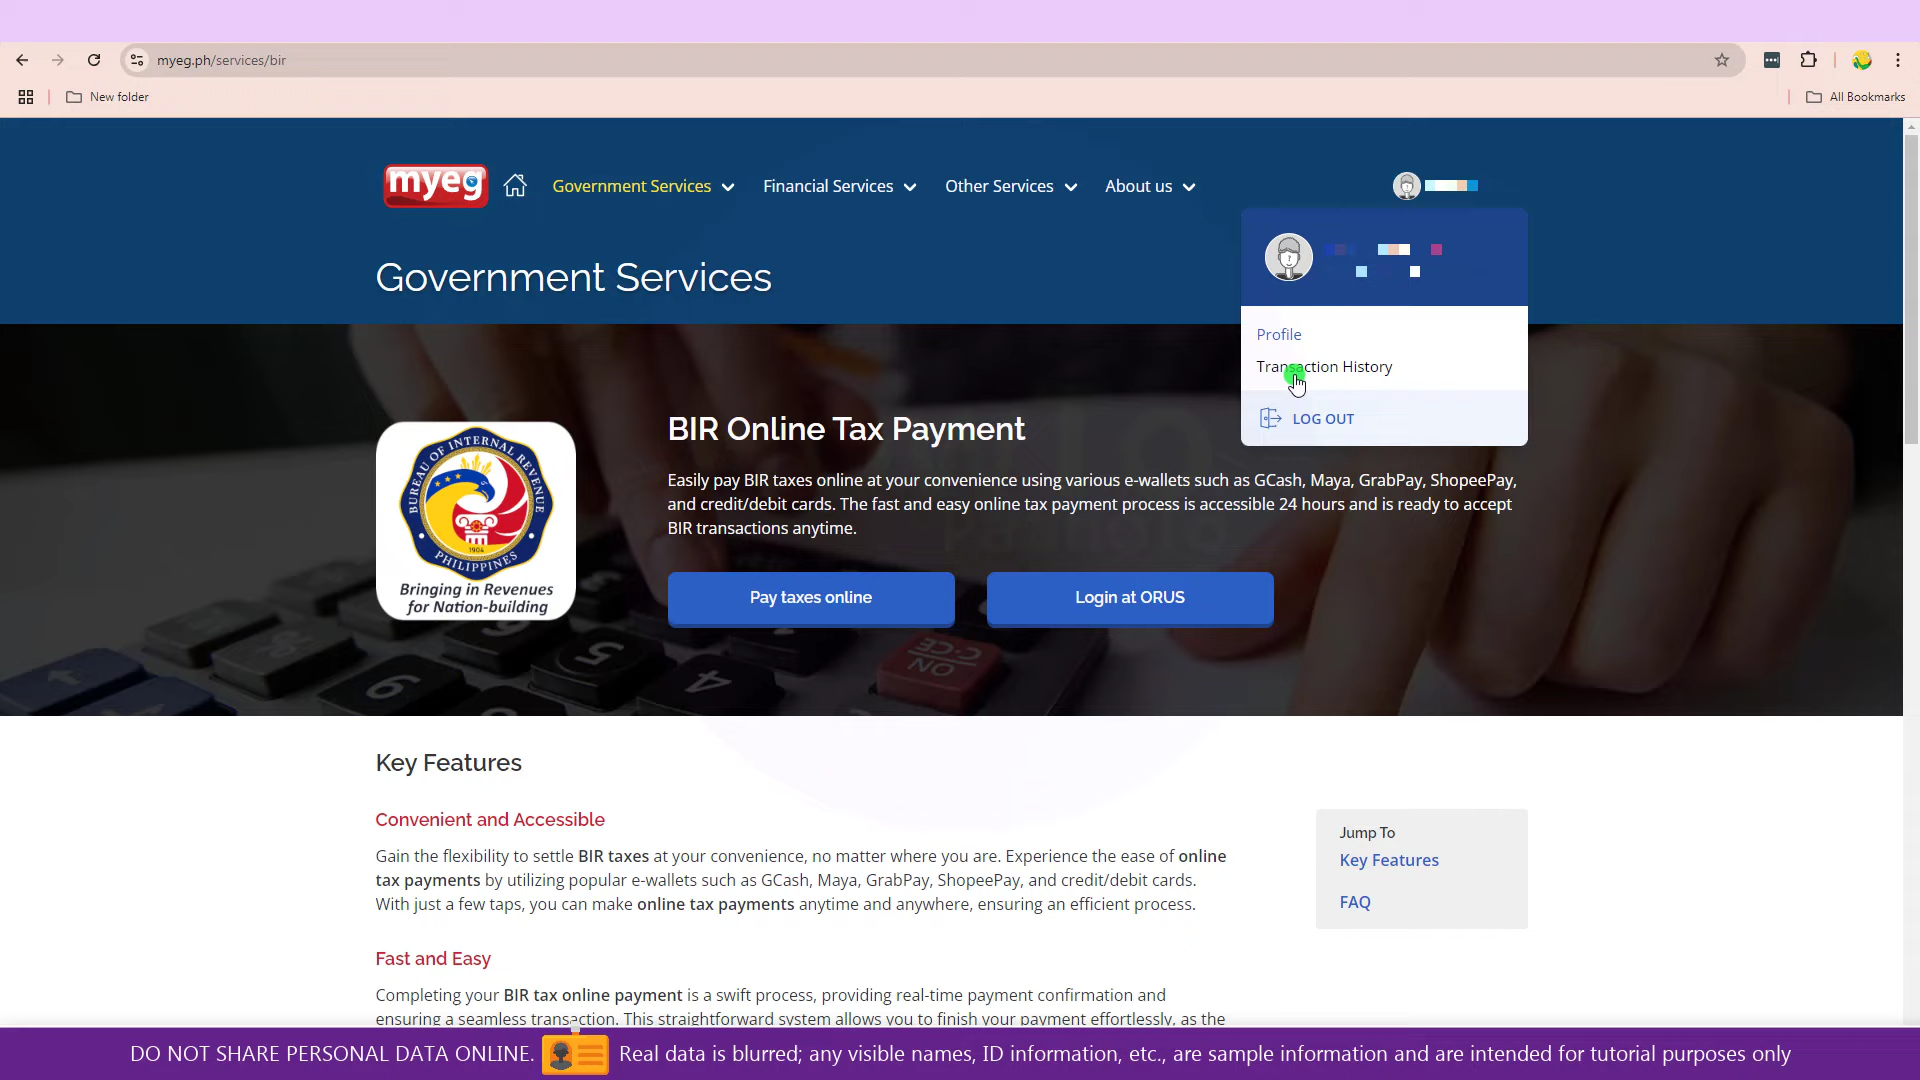 myeg.ph/services/bir
New folder
All Bookmarks
myeg
Government Services
Financial Services
Other Services
About us
Government Services
Profile
Transaction History
LOG OUT
BUREAU OF INTERNAL REVENUE
1904
PHILIPPINES
Bringing in Revenues
for Nation-building
BIR Online Tax Payment
Easily pay BIR taxes online at your convenience using various e-wallets such as GCash, Maya, GrabPay, ShopeePay,
and credit/debit cards. The fast and easy online tax payment process is accessible 24 hours and is ready to accept
BIR transactions anytime.
Pay taxes online
Login at ORUS
C·CE
ON
5
6
4
Key Features
Convenient and Accessible
Gain the flexibility to settle BIR taxes at your convenience, no matter where you are. Experience the ease of online
tax payments by utilizing popular e-wallets such as GCash, Maya, GrabPay, ShopeePay, and credit/debit cards.
With just a few taps, you can make online tax payments anytime and anywhere, ensuring an efficient process.
Jump To
Key Features
FAQ
Fast and Easy
Completing your BIR tax online payment is a swift process, providing real-time payment confirmation and
ensuring a seamless transaction. This straightforward system allows you to finish your payment effortlessly, as the
DO NOT SHARE PERSONAL DATA ONLINE.
Real data is blurred; any visible names, ID information, etc., are sample information and are intended for tutorial purposes only